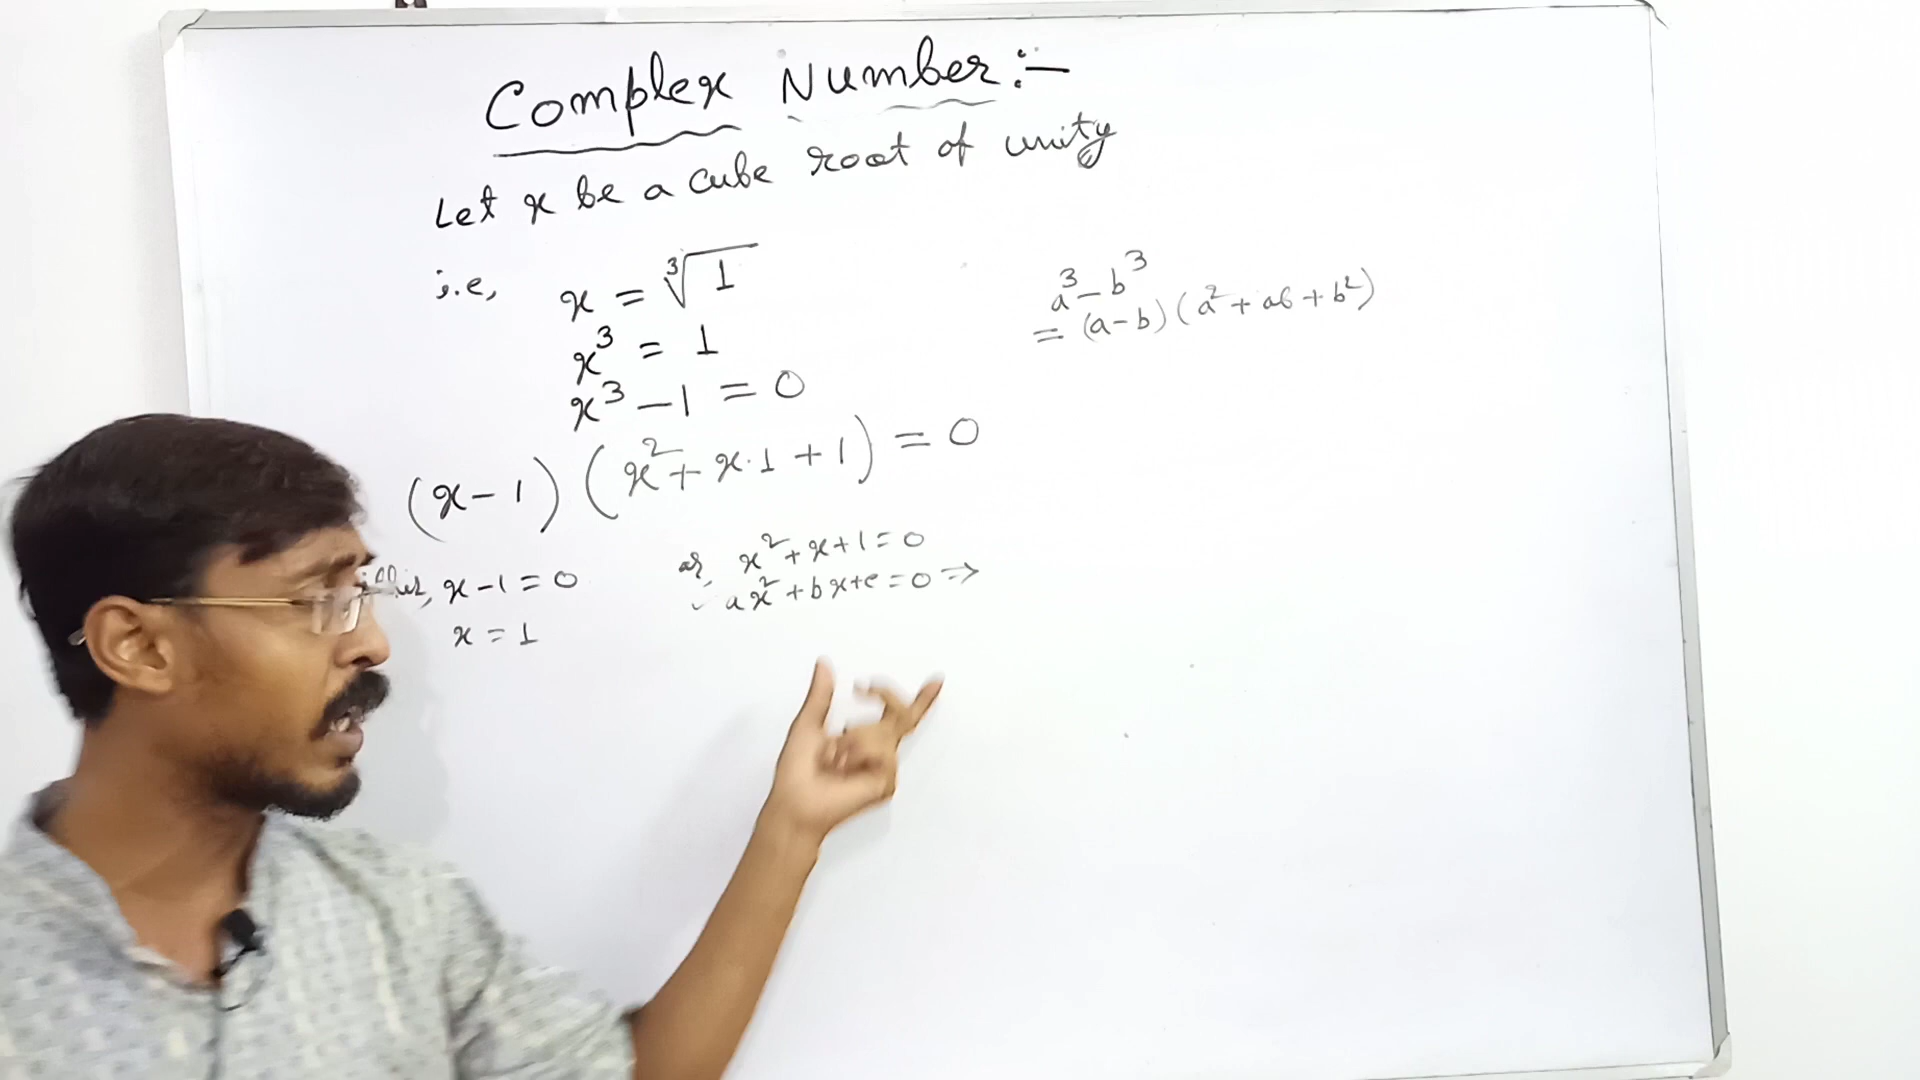 Complex Number :-
Let x be a cube root of unity
i.e, x = ∛1
x³ = 1
x³ - 1 = 0
(x - 1) (x² + x·1 + 1) = 0
x - 1 = 0
x = 1
or, x² + x + 1 = 0
ax² + bx + c = 0 ⇒
a³ - b³
= (a - b) (a² + ab + b²)